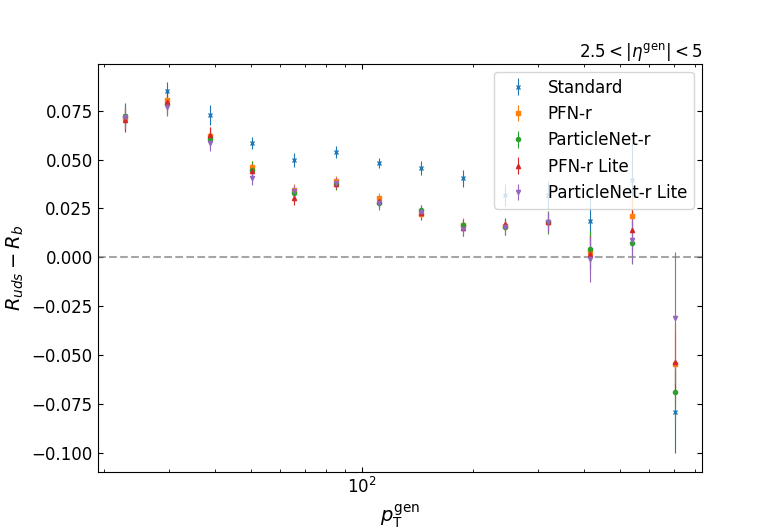 2.5 < |η^gen| < 5
Standard
PFN-r
ParticleNet-r
PFN-r Lite
ParticleNet-r Lite
0.075
0.050
0.025
0.000
−0.025
−0.050
−0.075
−0.100
R_uds − R_b
10^2
p_T^gen